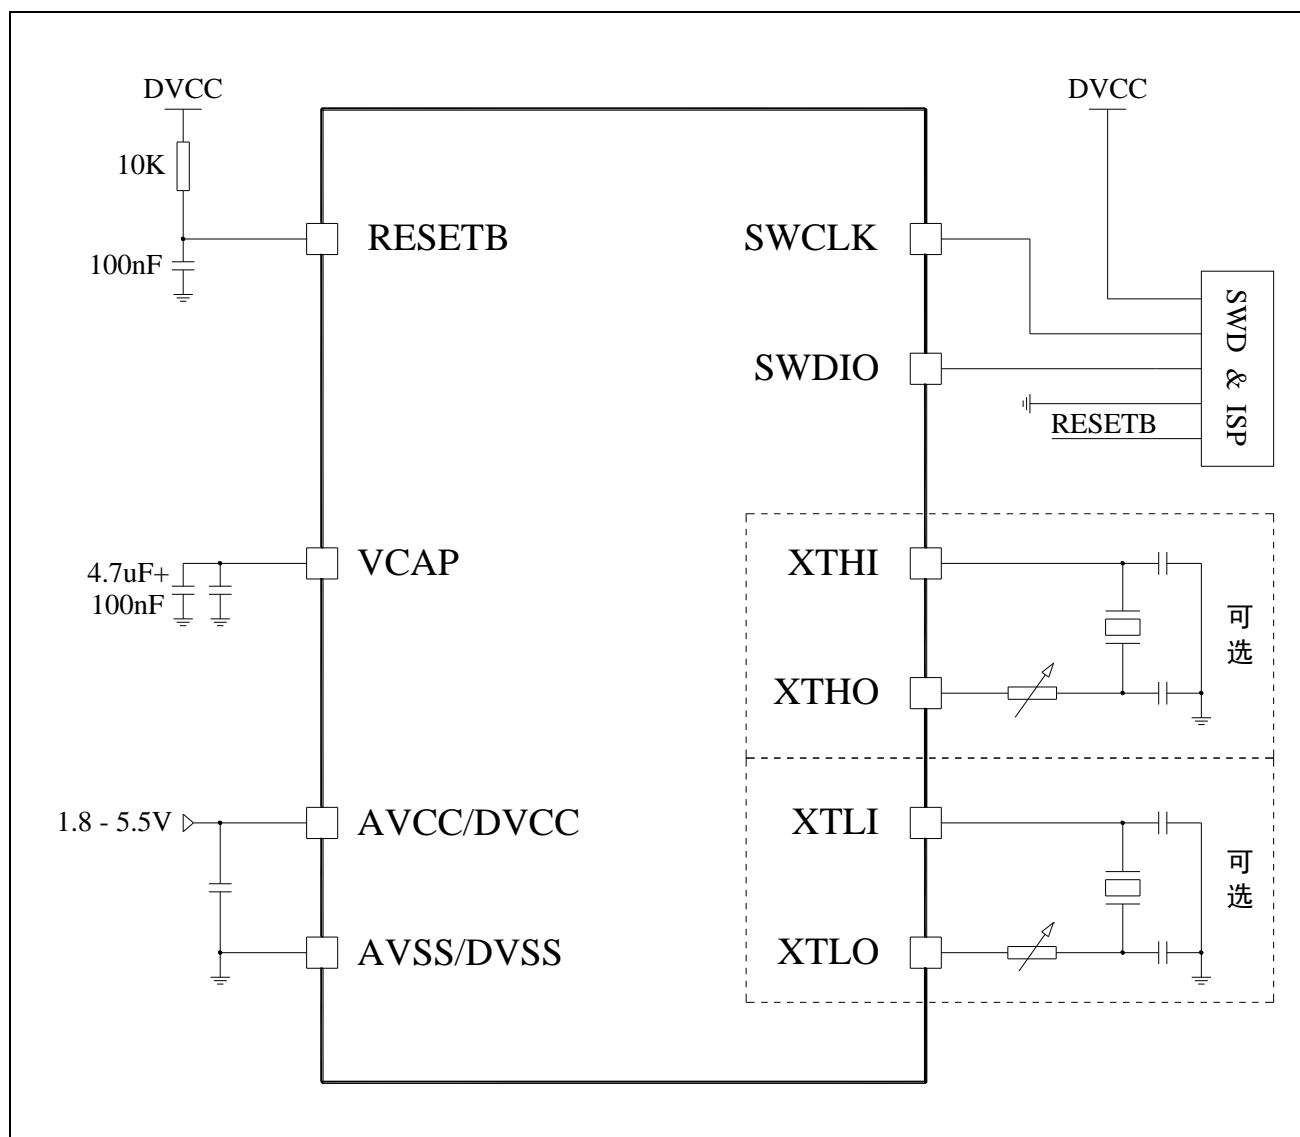 DVCC
10K
100nF
RESETB
4.7uF+
100nF
VCAP
1.8 - 5.5V
AVCC/DVCC
AVSS/DVSS
DVCC
SWCLK
SWDIO
RESETB
SWD & ISP
XTHI
XTHO
可
选
XTLI
XTLO
可
选